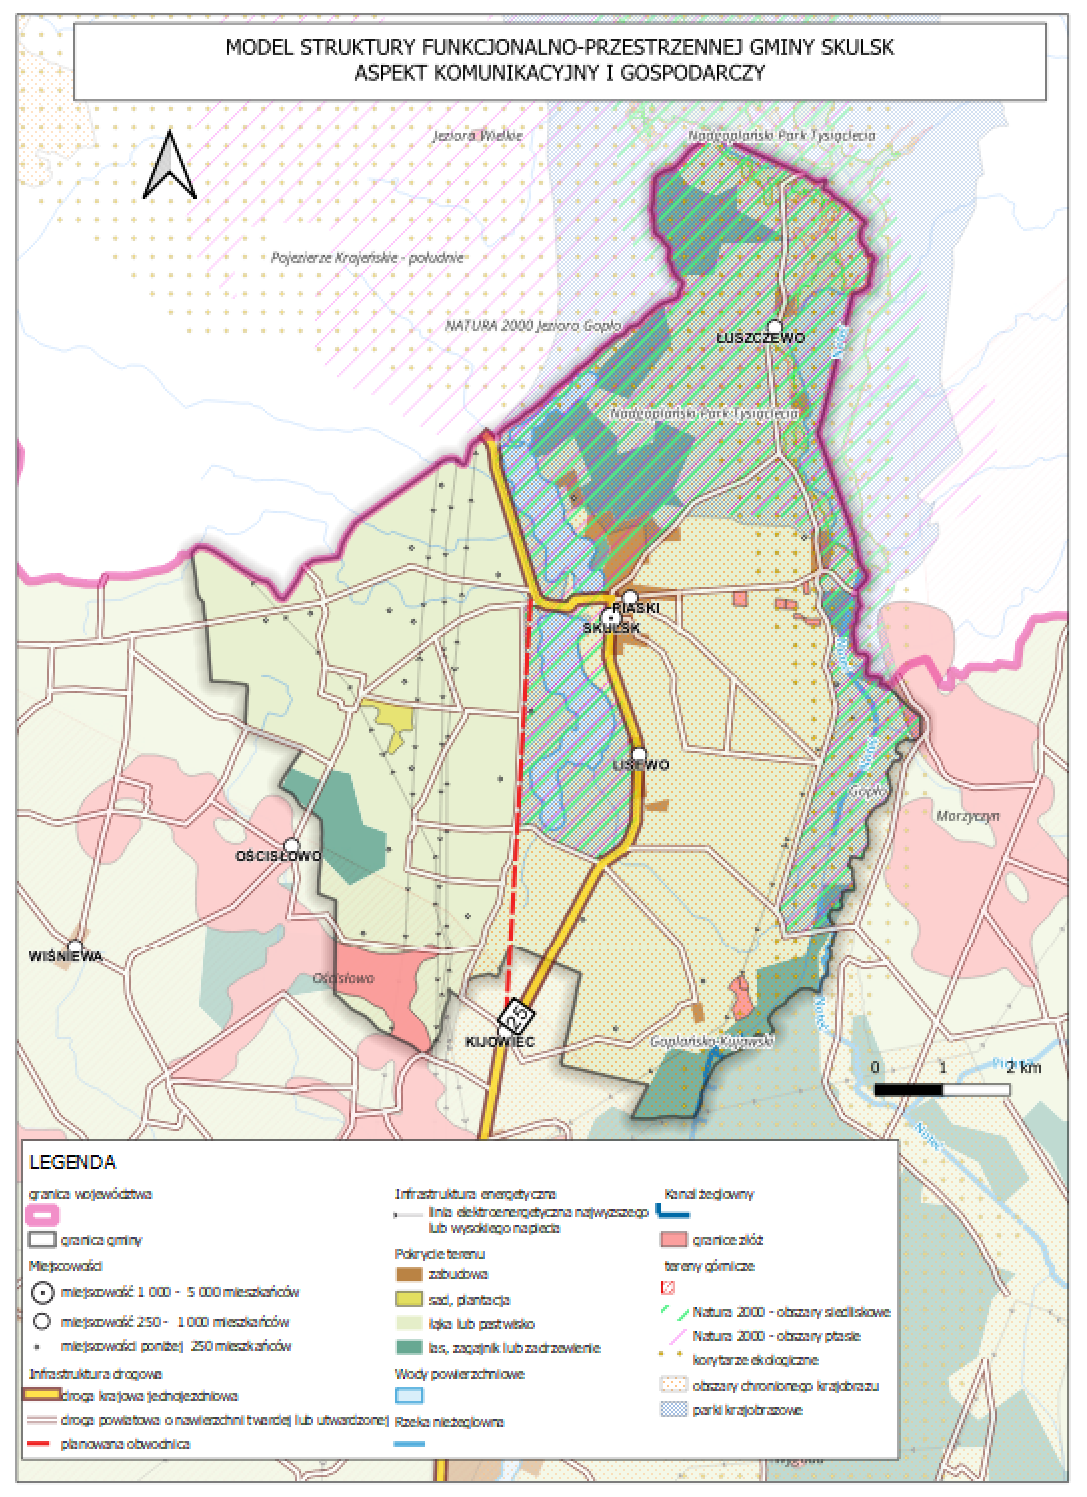 MODEL STRUKTURY FUNKCJONALNO-PRZESTRZENNEJ GMINY SKULSK
ASPEKT KOMUNIKACYJNY I GOSPODARCZY
Jeziora Wielkie
Nadgoplański Park Tysiąclecia
Pojezierze Krajeńskie - południe
NATURA 2000 Jezioro Gopło
ŁUSZCZEWO
Noteć
Nadgoplański Park Tysiąclecia
PIASKI
SKULSK
Noteć
LISEWO
Noteć
Gopło
Morzyczyn
OŚCISŁOWO
WIŚNIEWA
Ościsłowo
25
KIJOWIEC
Noteć
Goplańsko-Kujawski
0 1 2 km
Noteć
LEGENDA
granica województwa
granica gminy
Miejscowości
miejscowość 1 000 - 5 000 mieszkańców
miejscowość 250 - 1 000 mieszkańców
miejscowości poniżej 250 mieszkańców
Infrastruktura drogowa
droga krajowa jednojezdniowa
droga powiatowa o nawierzchni twardej lub utwardzonej
planowana obwodnica
Infrastruktura energetyczna
linia elektroenergetyczna najwyższego
lub wysokiego napięcia
Pokrycie terenu
zabudowa
sad, plantacja
łąka lub pastwisko
las, zagajnik lub zadrzewienie
Wody powierzchniowe
Rzeka nieżeglowna
Kanał żeglowny
granice złóż
tereny górnicze
Natura 2000 - obszary siedliskowe
Natura 2000 - obszary ptasie
korytarze ekologiczne
obszary chronionego krajobrazu
parki krajobrazowe